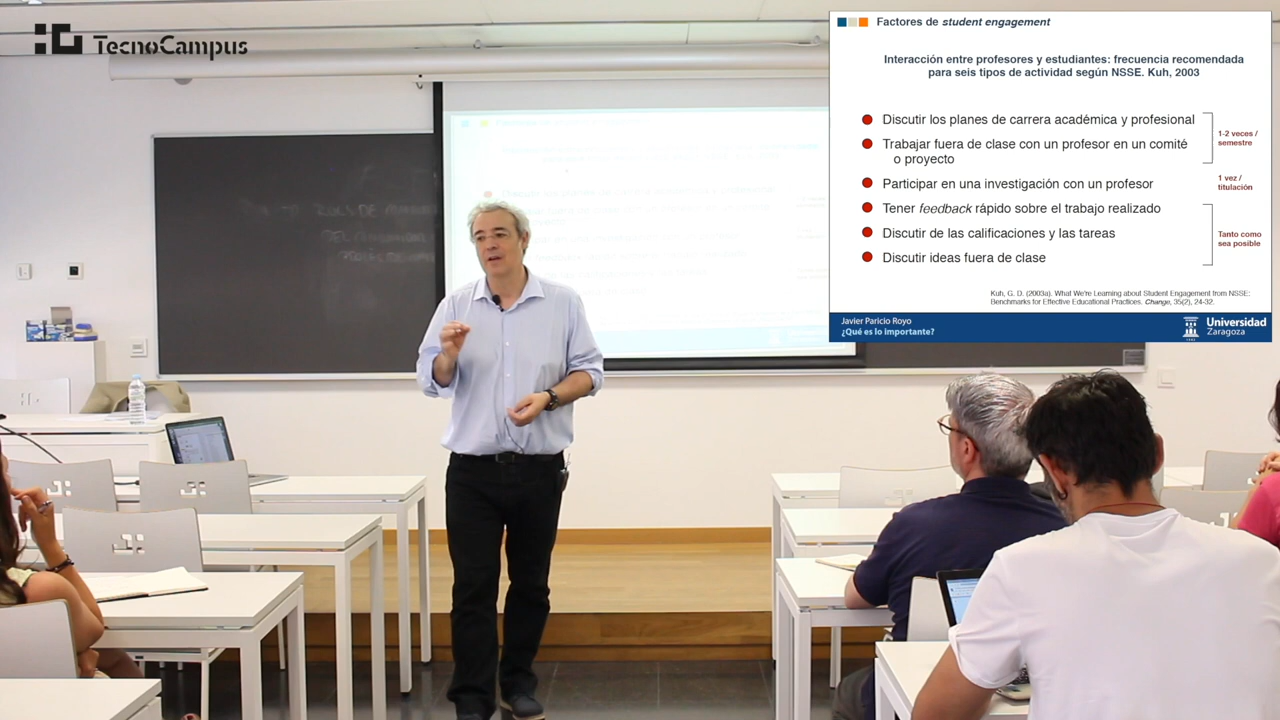 TecnoCampus
Factores de student engagement
Interacción entre profesores y estudiantes: frecuencia recomendada
para seis tipos de actividad según NSSE. Kuh, 2003
Discutir los planes de carrera académica y profesional
Trabajar fuera de clase con un profesor en un comité
o proyecto
1-2 veces /
semestre
Participar en una investigación con un profesor
1 vez /
titulación
Tener feedback rápido sobre el trabajo realizado
Discutir de las calificaciones y las tareas
Discutir ideas fuera de clase
Tanto como
sea posible
Kuh, G. D. (2003a). What We're Learning about Student Engagement from NSSE:
Benchmarks for Effective Educational Practices. Change, 35(2), 24-32.
Javier Paricio Royo
¿Qué es lo importante?
Universidad
Zaragoza